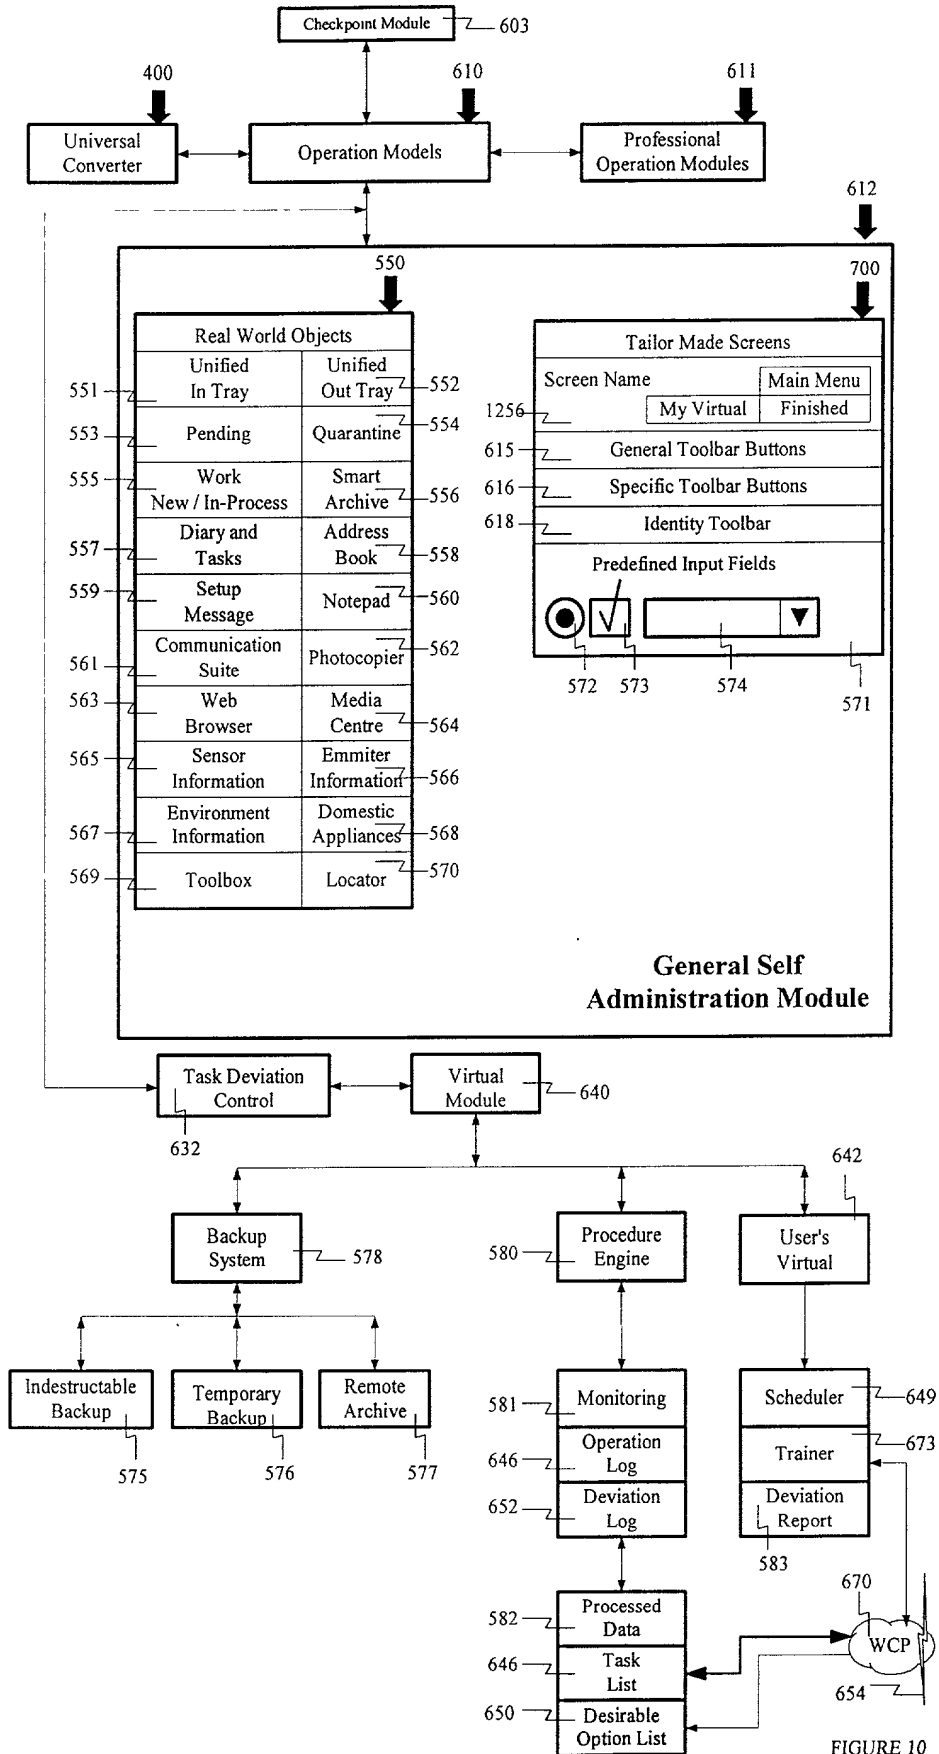 Checkpoint Module
603
400
610
611
Universal
Converter
Operation Models
Professional
Operation Modules
612
550
700
Real World Objects
Unified
In Tray
Unified
Out Tray
551
552
Pending
Quarantine
553
554
Work
New / In-Process
Smart
Archive
555
556
Diary and
Tasks
Address
Book
557
558
Setup
Message
Notepad
559
560
Communication
Suite
Photocopier
561
562
Web
Browser
Media
Centre
563
564
Sensor
Information
Emmiter
Information
565
566
Environment
Information
Domestic
Appliances
567
568
Toolbox
Locator
569
570
Tailor Made Screens
Screen Name
Main Menu
My Virtual
Finished
1256
General Toolbar Buttons
615
Specific Toolbar Buttons
616
Identity Toolbar
618
Predefined Input Fields
572
573
574
571
General Self
Administration Module
Task Deviation
Control
632
Virtual
Module
640
642
Backup
System
578
Procedure
Engine
580
User's
Virtual
Indestructable
Backup
575
Temporary
Backup
576
Remote
Archive
577
Monitoring
581
Operation
Log
646
Deviation
Log
652
Scheduler
649
Trainer
673
Deviation
Report
583
Processed
Data
582
Task
List
646
Desirable
Option List
650
670
WCP
654
FIGURE 10